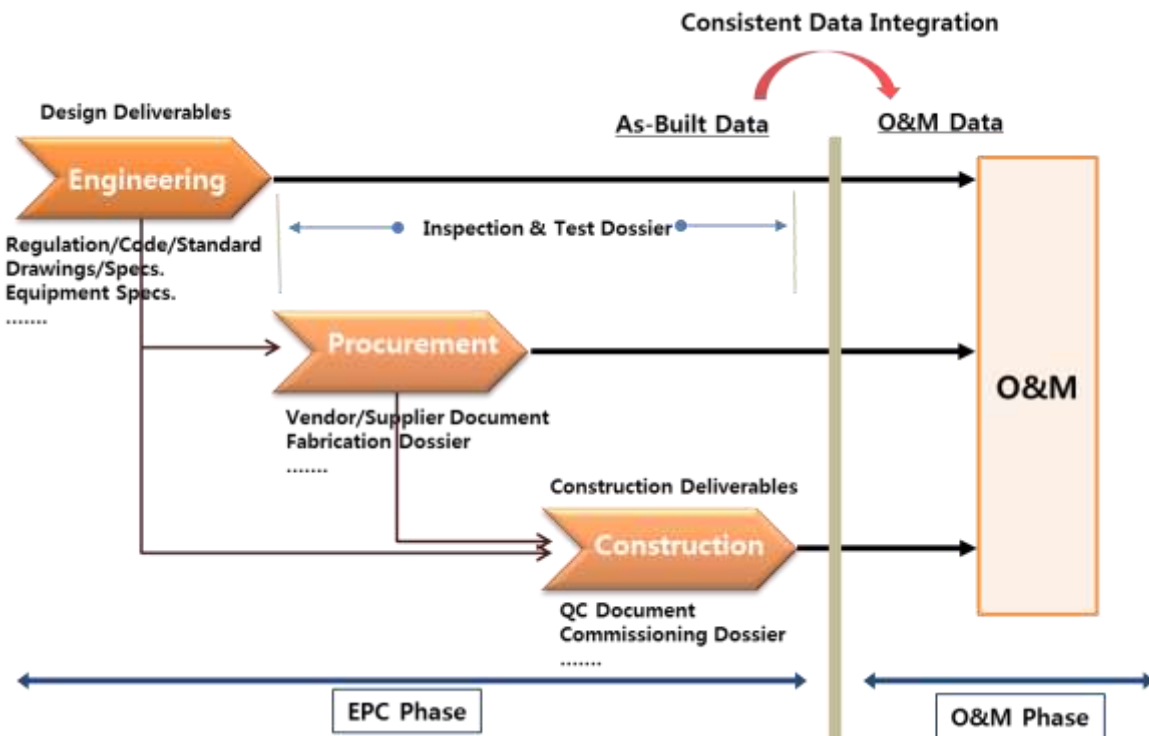 Consistent Data Integration
Design Deliverables
As-Built Data
O&M Data
Engineering
Inspection & Test Dossier
Regulation/Code/Standard
Drawings/Specs.
Equipment Specs.
.......
Procurement
O&M
Vendor/Supplier Document
Fabrication Dossier
.......
Construction Deliverables
Construction
QC Document
Commissioning Dossier
.......
EPC Phase
O&M Phase